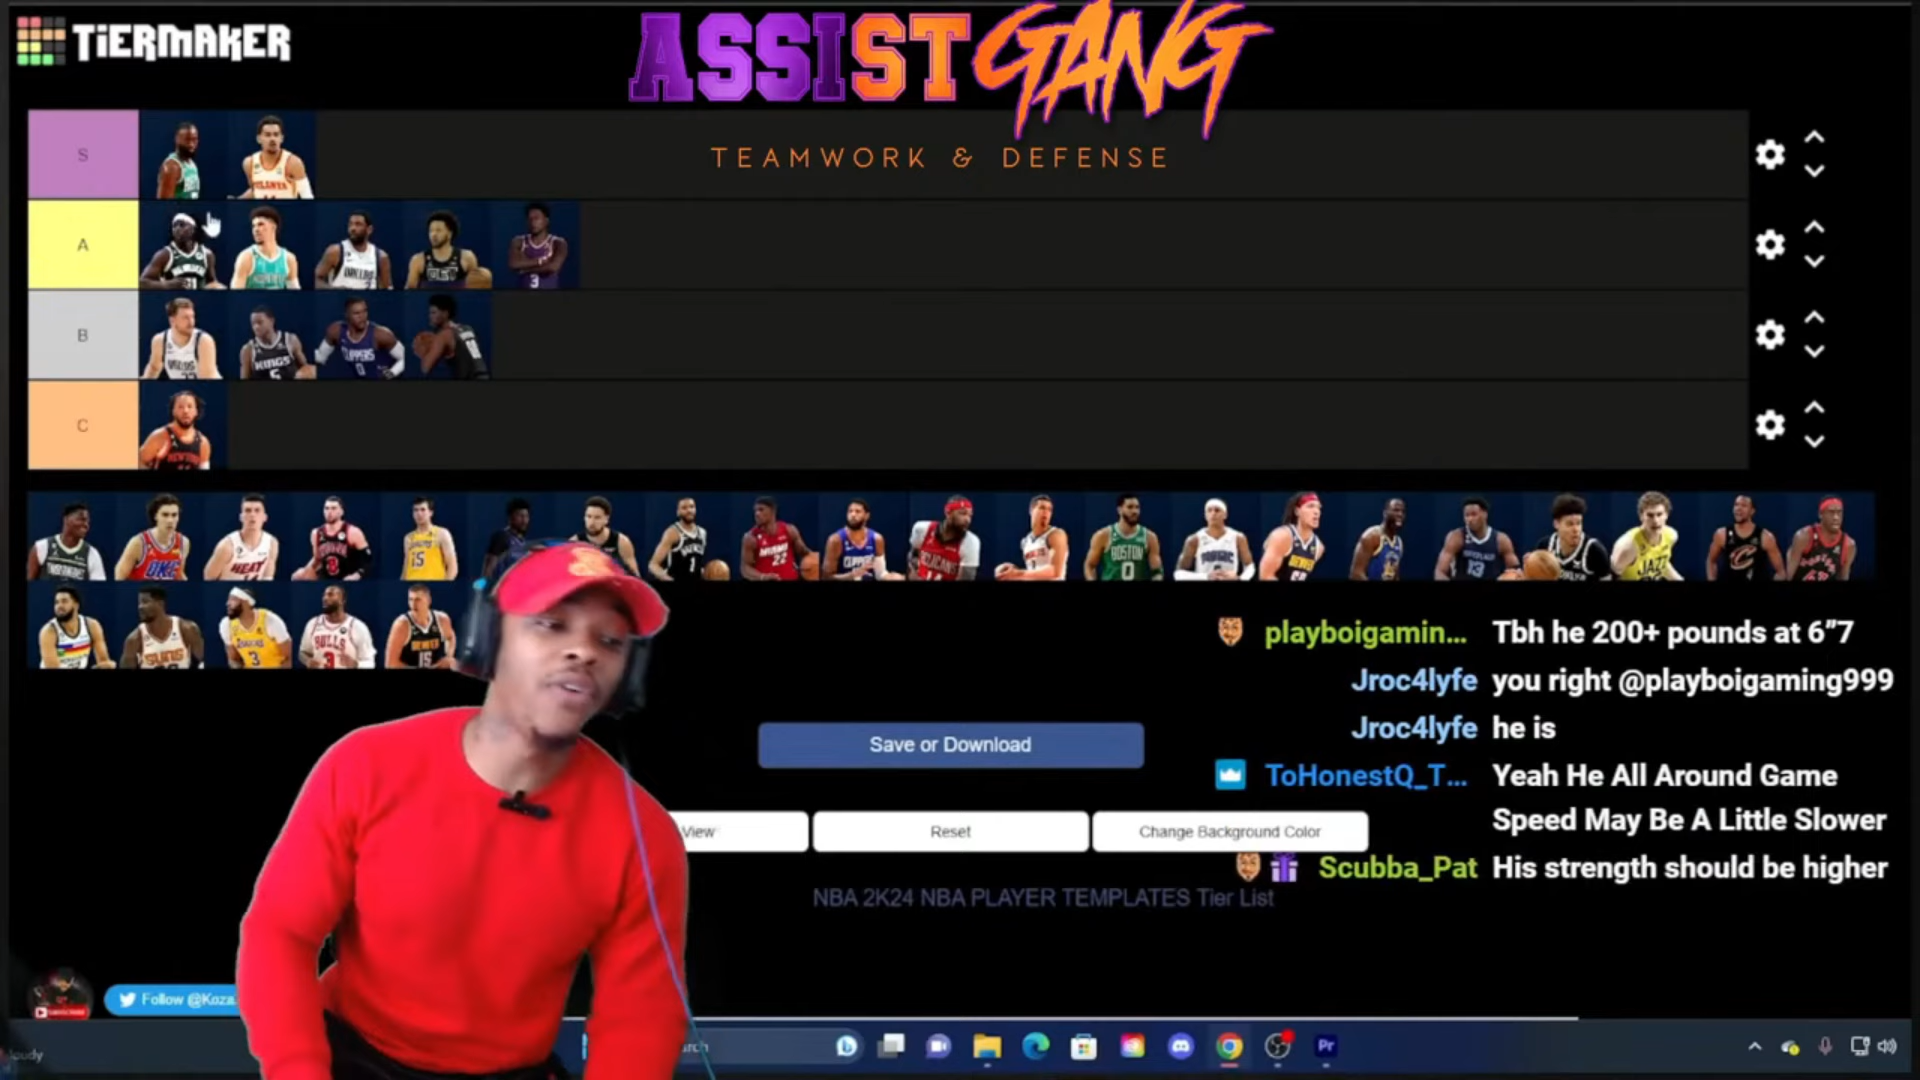 TiERMAKER
ASSIST GANG
TEAMWORK & DEFENSE
S
A
B
C
playboigamin... Tbh he 200+ pounds at 6”7
Jroc4lyfe you right @playboigaming999
Jroc4lyfe he is
ToHonestQ_T... Yeah He All Around Game
Speed May Be A Little Slower
Scubba_Pat His strength should be higher
Save or Download
View
Reset
Change Background Color
NBA 2K24 NBA PLAYER TEMPLATES Tier List
Follow @Koza
Pr